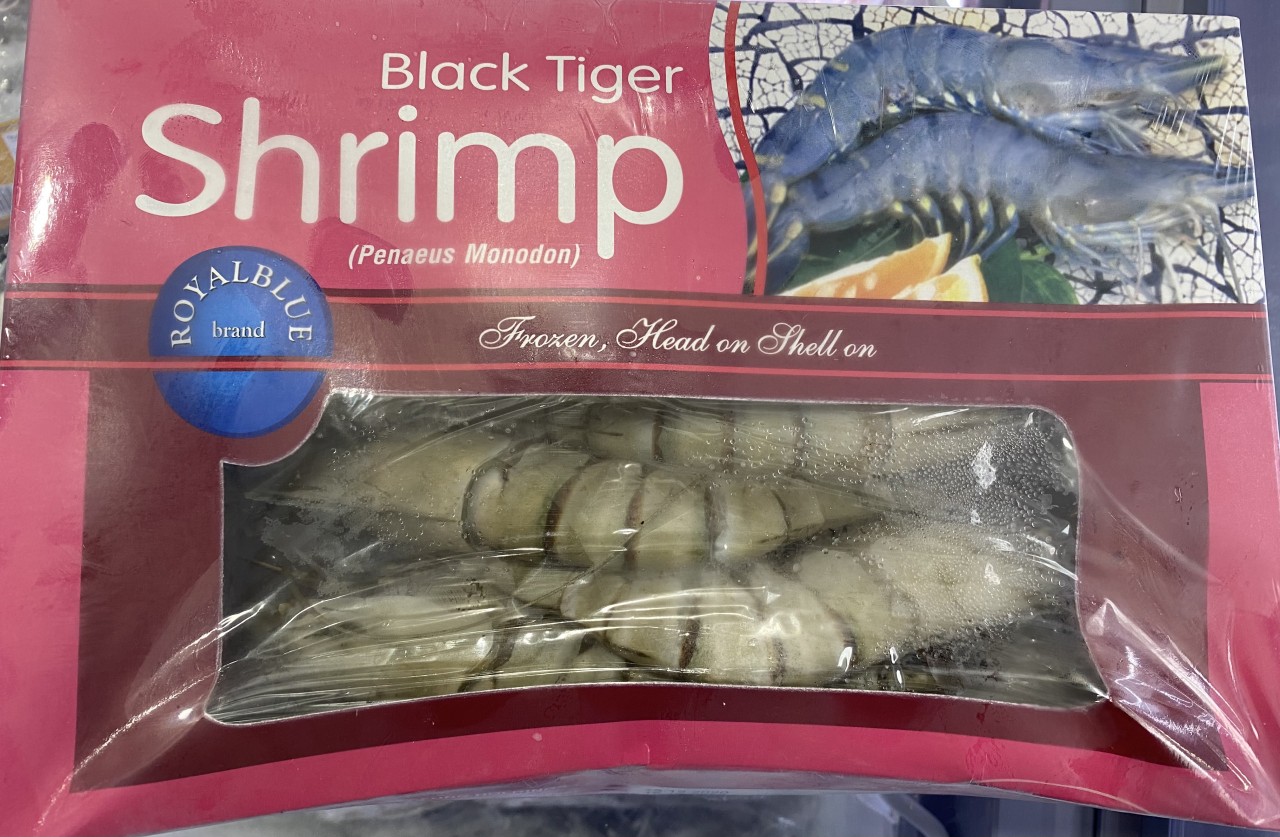 Black Tiger
Shrimp
(Penaeus Monodon)
ROYALBLUE
brand
Frozen, Head on Shell on